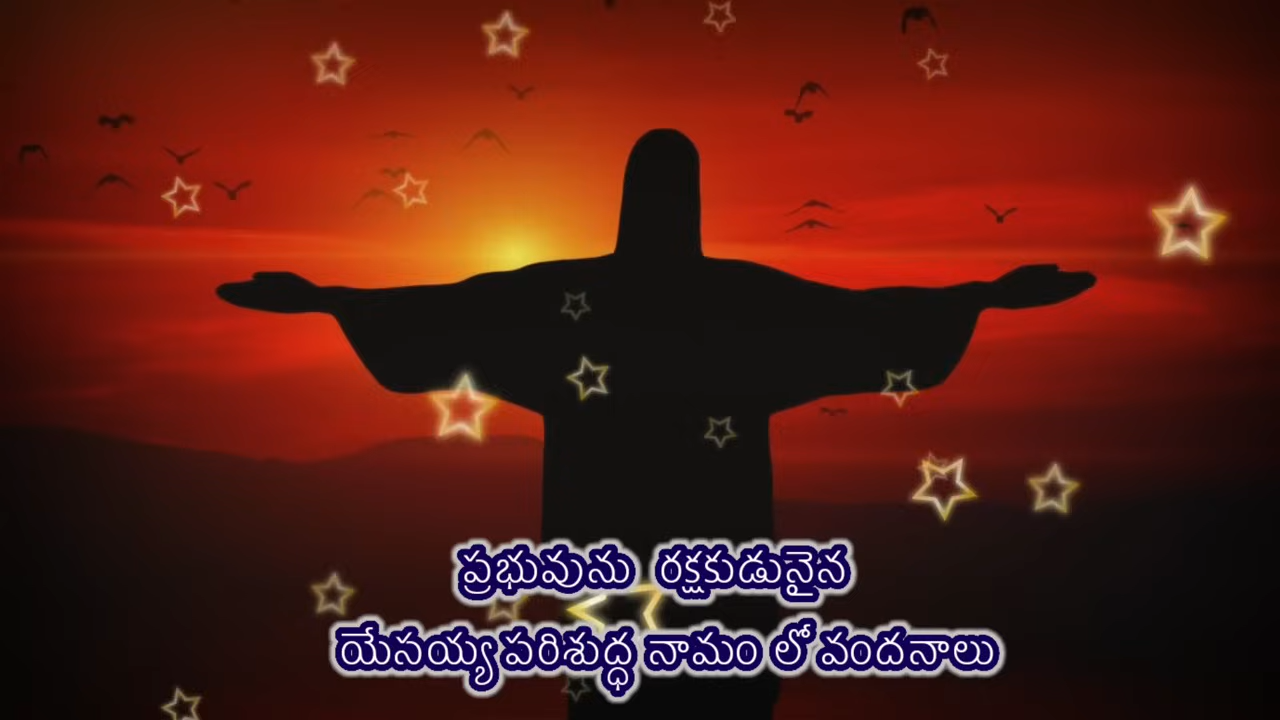 ప్రభువును రక్షకుడునైన
యేసయ్య పరిశుద్ధ నామం లో వందనాలు